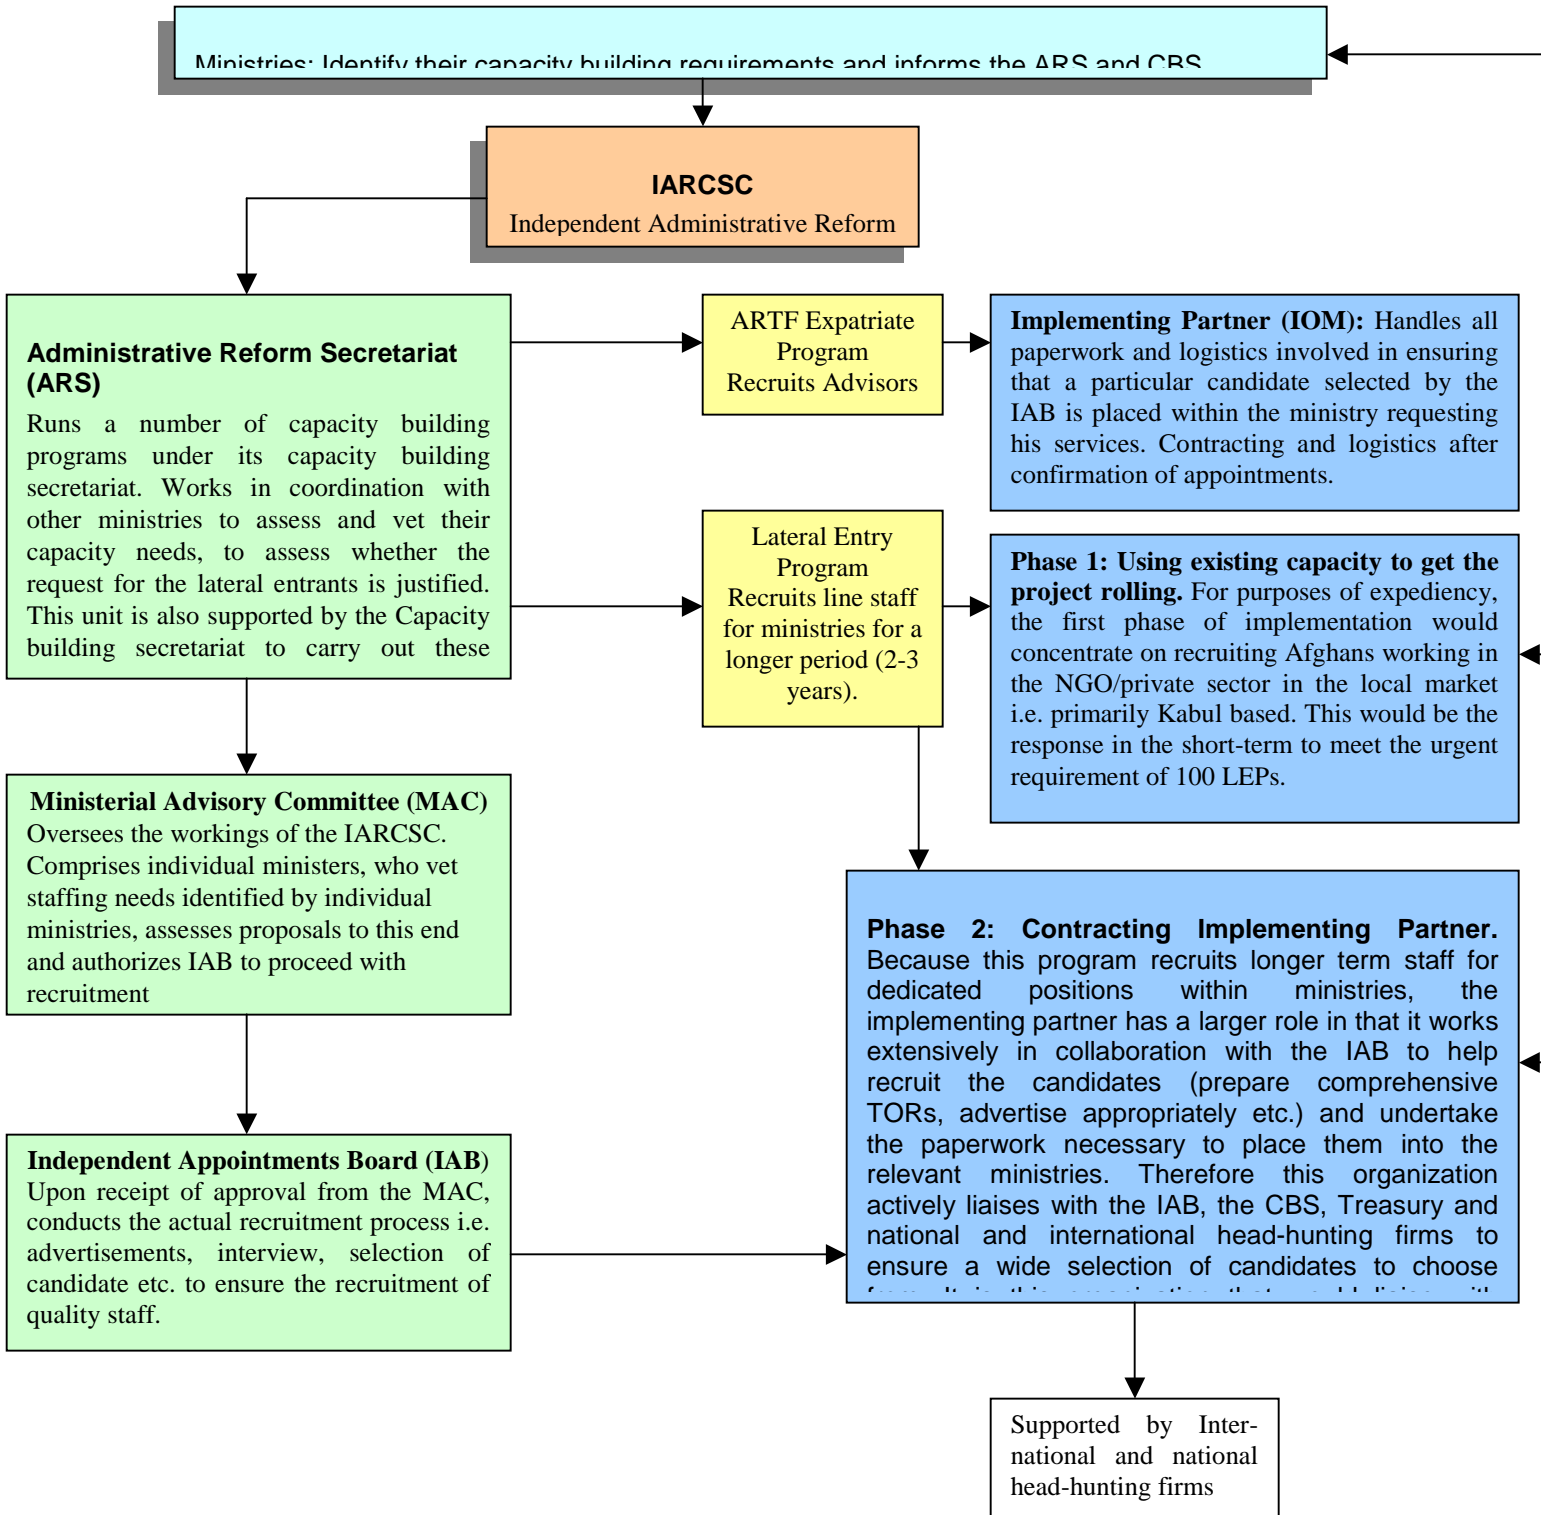 Ministries: Identify their capacity building requirements and informs the ARS and CBS
IARCSC
Independent Administrative Reform
Administrative Reform Secretariat
(ARS)
Runs a number of capacity building
programs under its capacity building
secretariat. Works in coordination with
other ministries to assess and vet their
capacity needs, to assess whether the
request for the lateral entrants is justified.
This unit is also supported by the Capacity
building secretariat to carry out these
ARTF Expatriate
Program
Recruits Advisors
Implementing Partner (IOM): Handles all
paperwork and logistics involved in ensuring
that a particular candidate selected by the
IAB is placed within the ministry requesting
his services. Contracting and logistics after
confirmation of appointments.
Lateral Entry
Program
Recruits line staff
for ministries for a
longer period (2-3
years).
Phase 1: Using existing capacity to get the
project rolling. For purposes of expediency,
the first phase of implementation would
concentrate on recruiting Afghans working in
the NGO/private sector in the local market
i.e. primarily Kabul based. This would be the
response in the short-term to meet the urgent
requirement of 100 LEPs.
Ministerial Advisory Committee (MAC)
Oversees the workings of the IARCSC.
Comprises individual ministers, who vet
staffing needs identified by individual
ministries, assesses proposals to this end
and authorizes IAB to proceed with
recruitment
Phase 2: Contracting Implementing Partner.
Because this program recruits longer term staff for
dedicated positions within ministries, the
implementing partner has a larger role in that it works
extensively in collaboration with the IAB to help
recruit the candidates (prepare comprehensive
TORs, advertise appropriately etc.) and undertake
the paperwork necessary to place them into the
relevant ministries. Therefore this organization
actively liaises with the IAB, the CBS, Treasury and
national and international head-hunting firms to
ensure a wide selection of candidates to choose
from. It is this organization that would liaise with
Independent Appointments Board (IAB)
Upon receipt of approval from the MAC,
conducts the actual recruitment process i.e.
advertisements, interview, selection of
candidate etc. to ensure the recruitment of
quality staff.
Supported by Inter-
national and national
head-hunting firms